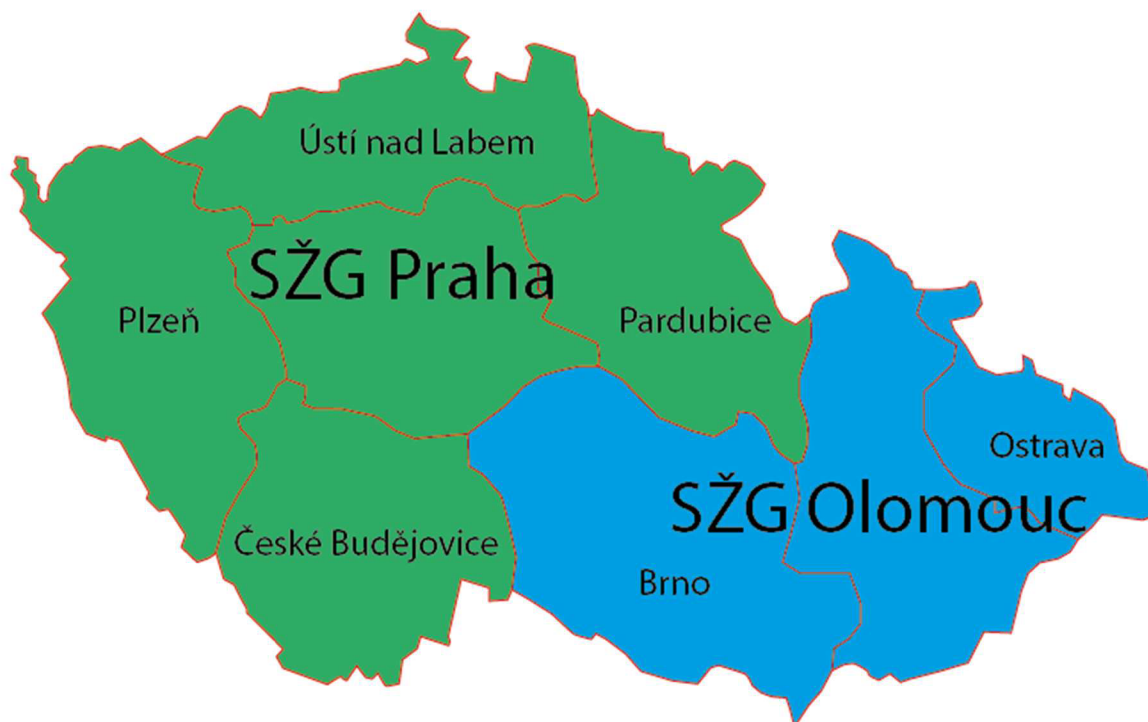 Ústí nad Labem
SŽG Praha
Plzeň
Pardubice
Ostrava
SŽG Olomouc
České Budějovice
Brno